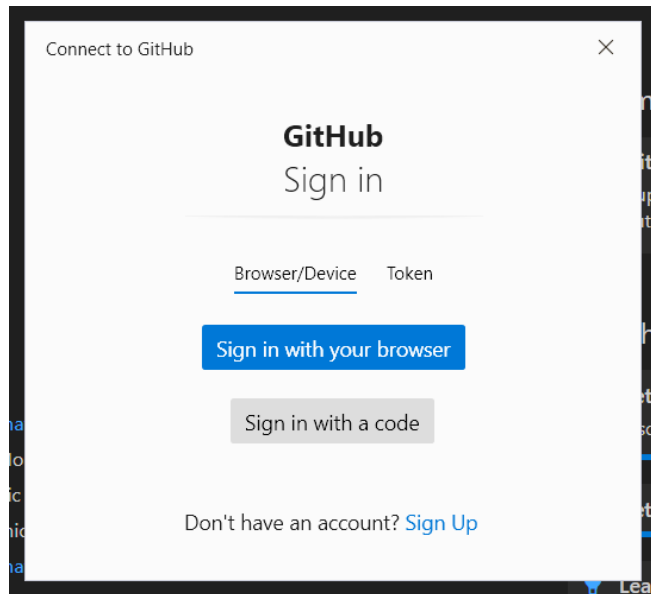 Connect to GitHub
GitHub
Sign in
Browser/Device Token
Sign in with your browser
Sign in with a code
Don't have an account? Sign Up